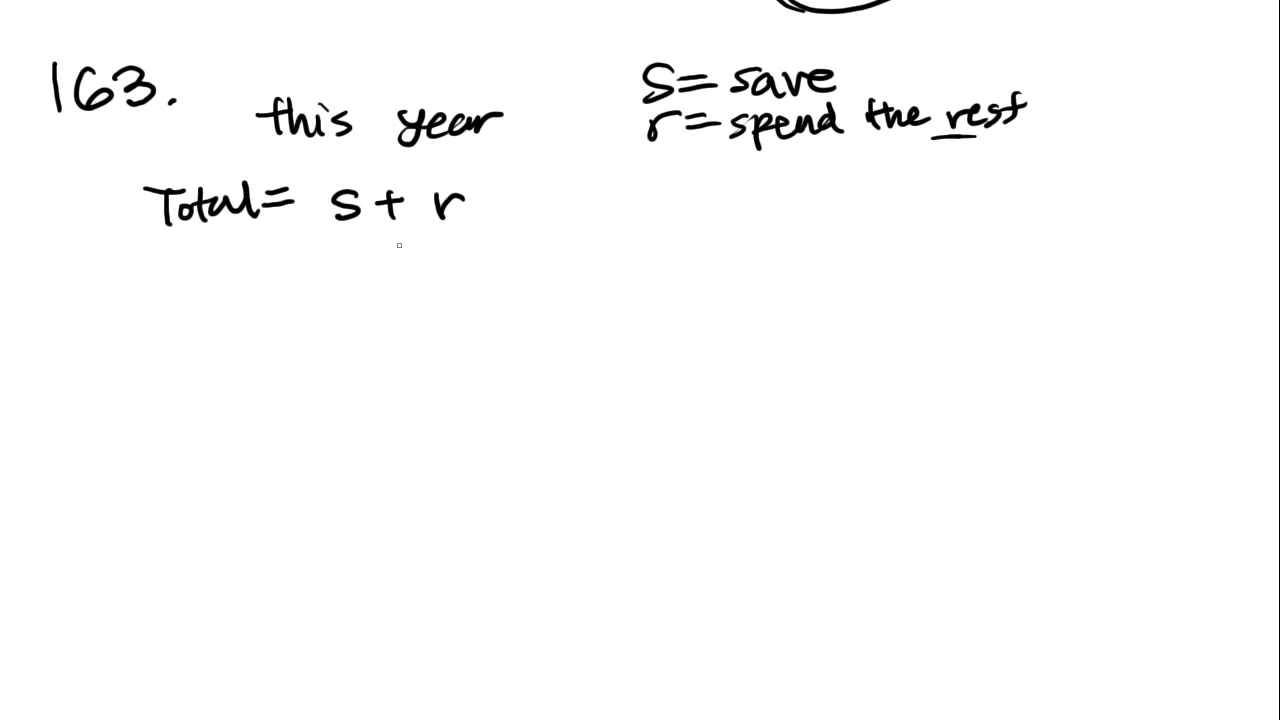 163.
this year
Total = s + r
S = save
r = spend the rest